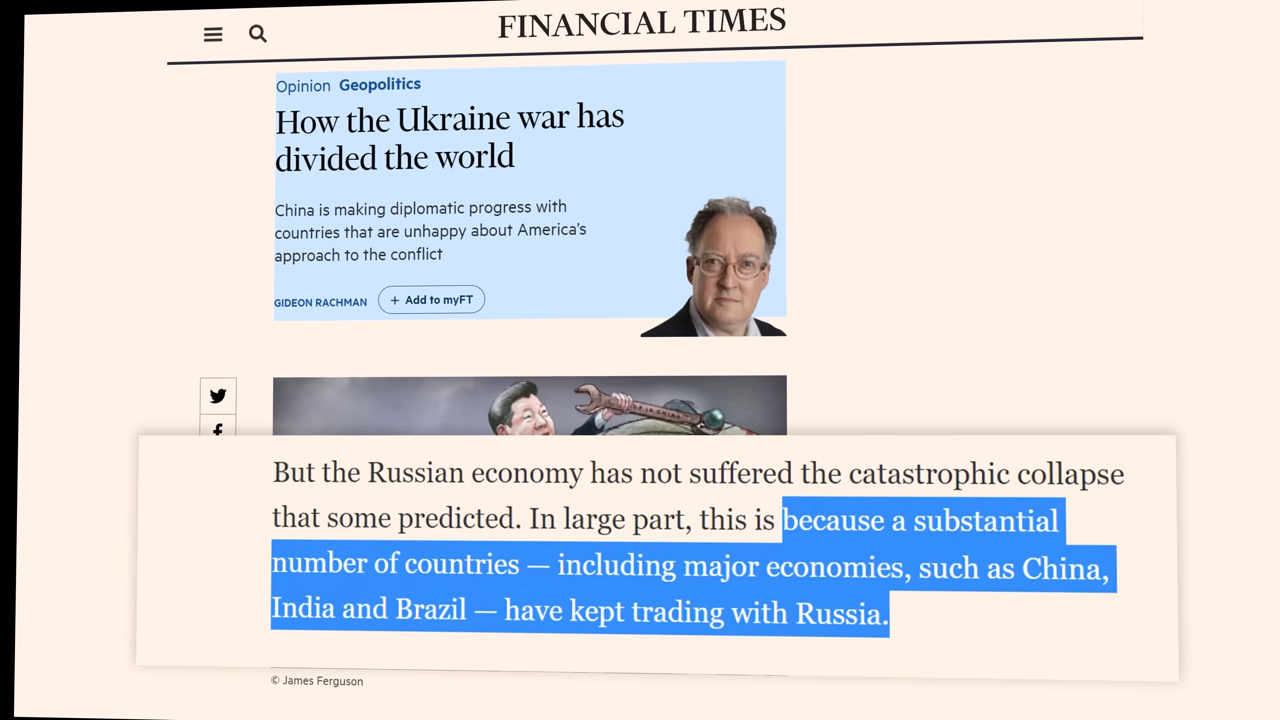 FINANCIAL TIMES
Opinion Geopolitics
How the Ukraine war has
divided the world
China is making diplomatic progress with
countries that are unhappy about America's
approach to the conflict
GIDEON RACHMAN + Add to myFT
But the Russian economy has not suffered the catastrophic collapse
that some predicted. In large part, this is because a substantial
number of countries — including major economies, such as China,
India and Brazil — have kept trading with Russia.
© James Ferguson